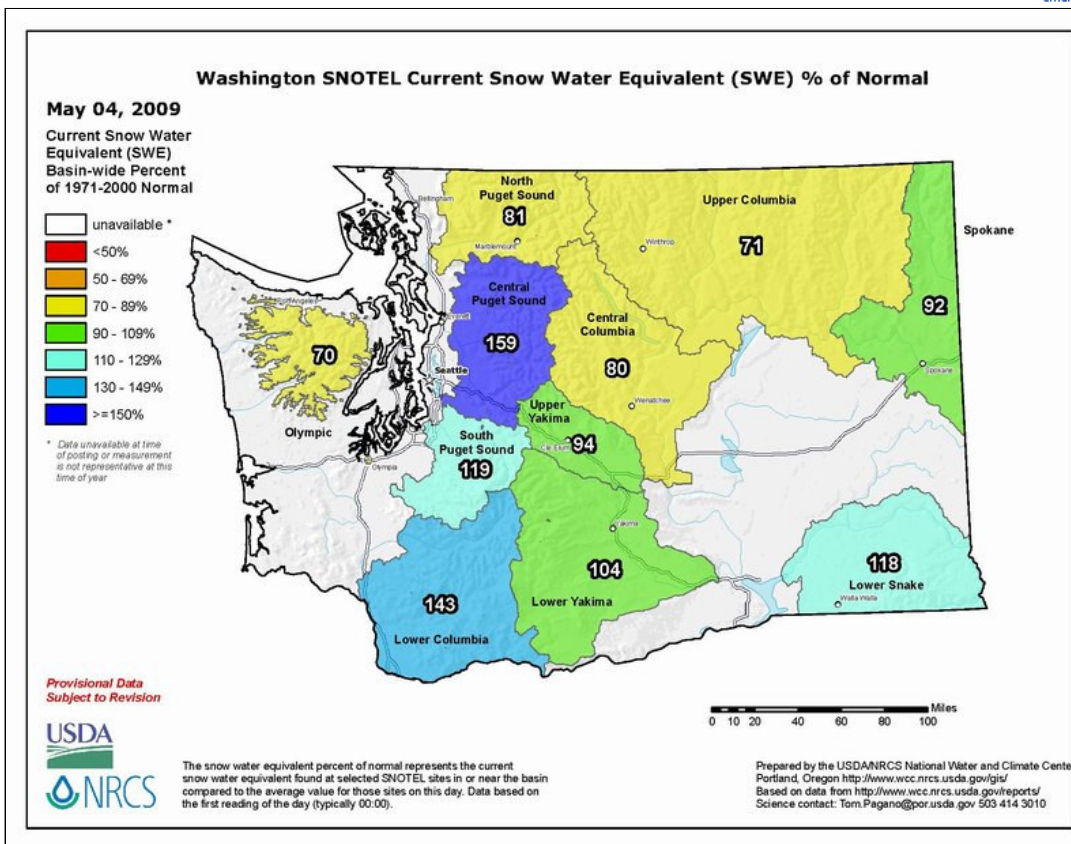 Washington SNOTEL Current Snow Water Equivalent (SWE) % of Normal
May 04, 2009
Current Snow Water
Equivalent (SWE)
Basin-wide Percent
of 1971-2000 Normal
unavailable *
<50%
50 - 69%
70 - 89%
90 - 109%
110 - 129%
130 - 149%
>=150%
* Data unavailable at time
of posting or measurement
is not representative at this
time of year
North
Puget Sound
81
Bellingham
Marblemount
Upper Columbia
71
Winthrop
Spokane
92
Spokane
Central
Puget Sound
159
Everett
Seattle
Port Angeles
70
Olympic
Olympia
Central
Columbia
80
Wenatchee
Upper
Yakima
94
Cle Elum
South
Puget Sound
119
Yakima
104
Lower Yakima
143
Lower Columbia
118
Lower Snake
Walla Walla
Provisional Data
Subject to Revision
USDA
NRCS
Miles
0 10 20 40 60 80 100
The snow water equivalent percent of normal represents the current
snow water equivalent found at selected SNOTEL sites in or near the basin
compared to the average value for those sites on this day. Data based on
the first reading of the day (typically 00:00).
Prepared by the USDA/NRCS National Water and Climate Cente
Portland, Oregon http://www.wcc.nrcs.usda.gov/gis/
Based on data from http://www.wcc.nrcs.usda.gov/reports/
Science contact: Tom.Pagano@por.usda.gov 503 414 3010